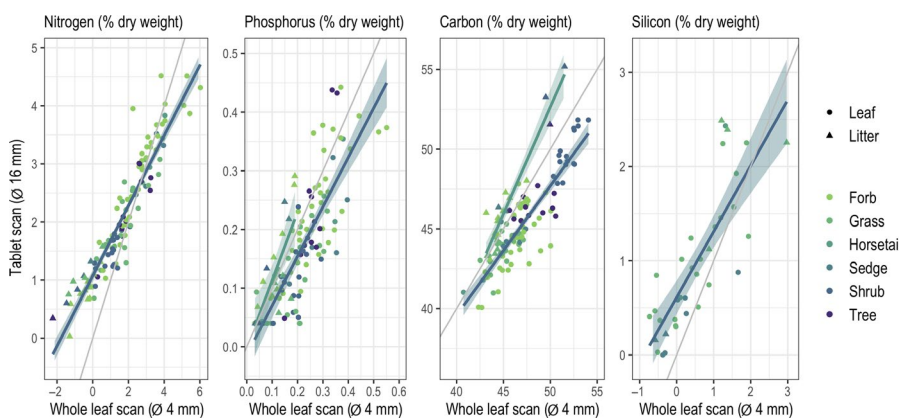 Nitrogen (% dry weight)
Phosphorus (% dry weight)
Carbon (% dry weight)
Silicon (% dry weight)
Tablet scan (Ø 16 mm)
5
4
3
2
1
0
0.5
0.4
0.3
0.2
0.1
0.0
55
50
45
40
3
2
1
0
−2
0
2
4
6
0.0
0.1
0.2
0.3
0.4
0.5
0.6
40
45
50
55
−1
0
1
2
3
Whole leaf scan (Ø 4 mm)
Whole leaf scan (Ø 4 mm)
Whole leaf scan (Ø 4 mm)
Whole leaf scan (Ø 4 mm)
Leaf
Litter
Forb
Grass
Horsetai
Sedge
Shrub
Tree